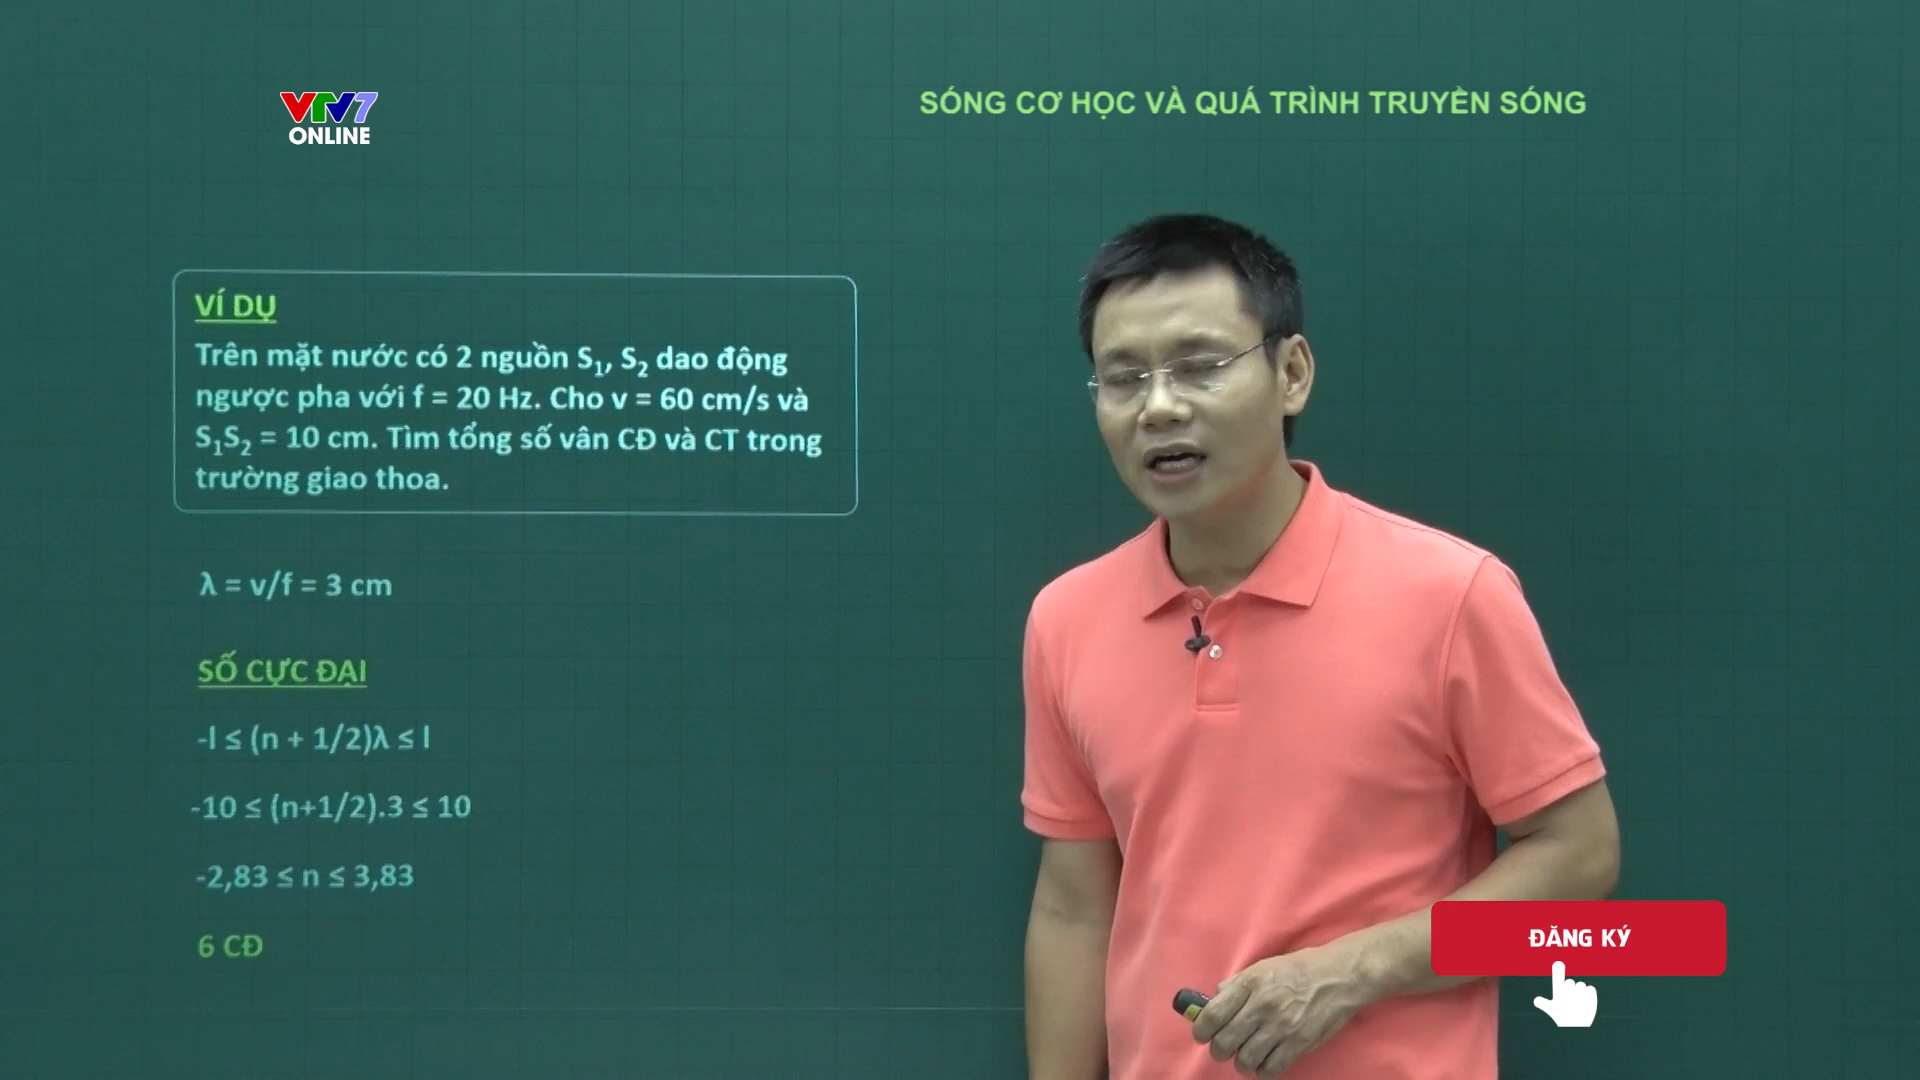 VTV7
ONLINE
SÓNG CƠ HỌC VÀ QUÁ TRÌNH TRUYỀN SÓNG
VÍ DỤ
Trên mặt nước có 2 nguồn S₁, S₂ dao động
ngược pha với f = 20 Hz. Cho v = 60 cm/s và
S₁S₂ = 10 cm. Tìm tổng số vân CĐ và CT trong
trường giao thoa.
λ = v/f = 3 cm
SỐ CỰC ĐẠI
-l ≤ (n + 1/2)λ ≤ l
-10 ≤ (n+1/2).3 ≤ 10
-2,83 ≤ n ≤ 3,83
6 CĐ
ĐĂNG KÝ